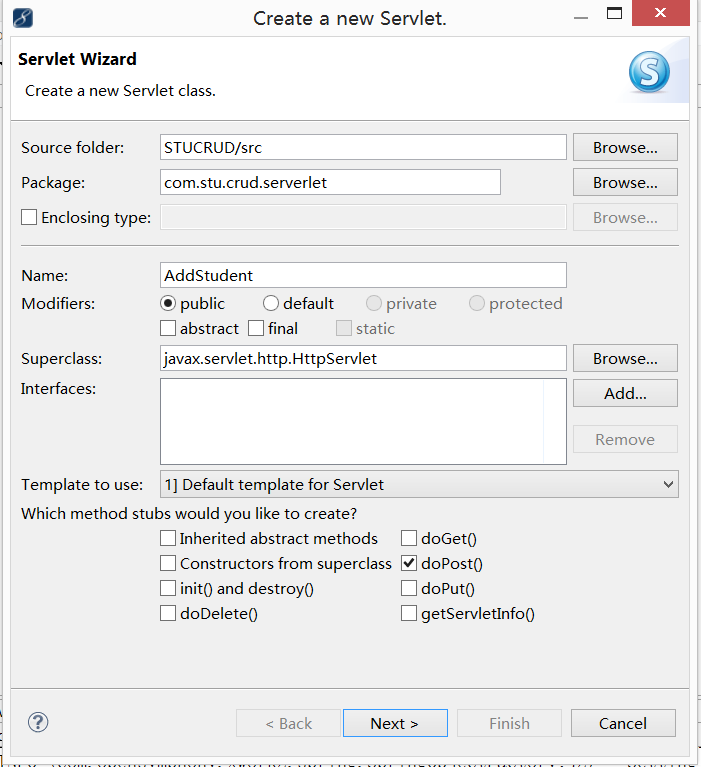 Create a new Servlet.
Servlet Wizard
Create a new Servlet class.
Source folder: STUCRUD/src Browse...
Package: com.stu.crud.serverlet Browse...
Enclosing type: Browse...
Name: AddStudent
Modifiers: public default private protected
abstract final static
Superclass: javax.servlet.http.HttpServlet Browse...
Interfaces: Add...
Remove
Template to use: 1] Default template for Servlet
Which method stubs would you like to create?
Inherited abstract methods doGet()
Constructors from superclass doPost()
init() and destroy() doPut()
doDelete() getServletInfo()
? < Back Next > Finish Cancel